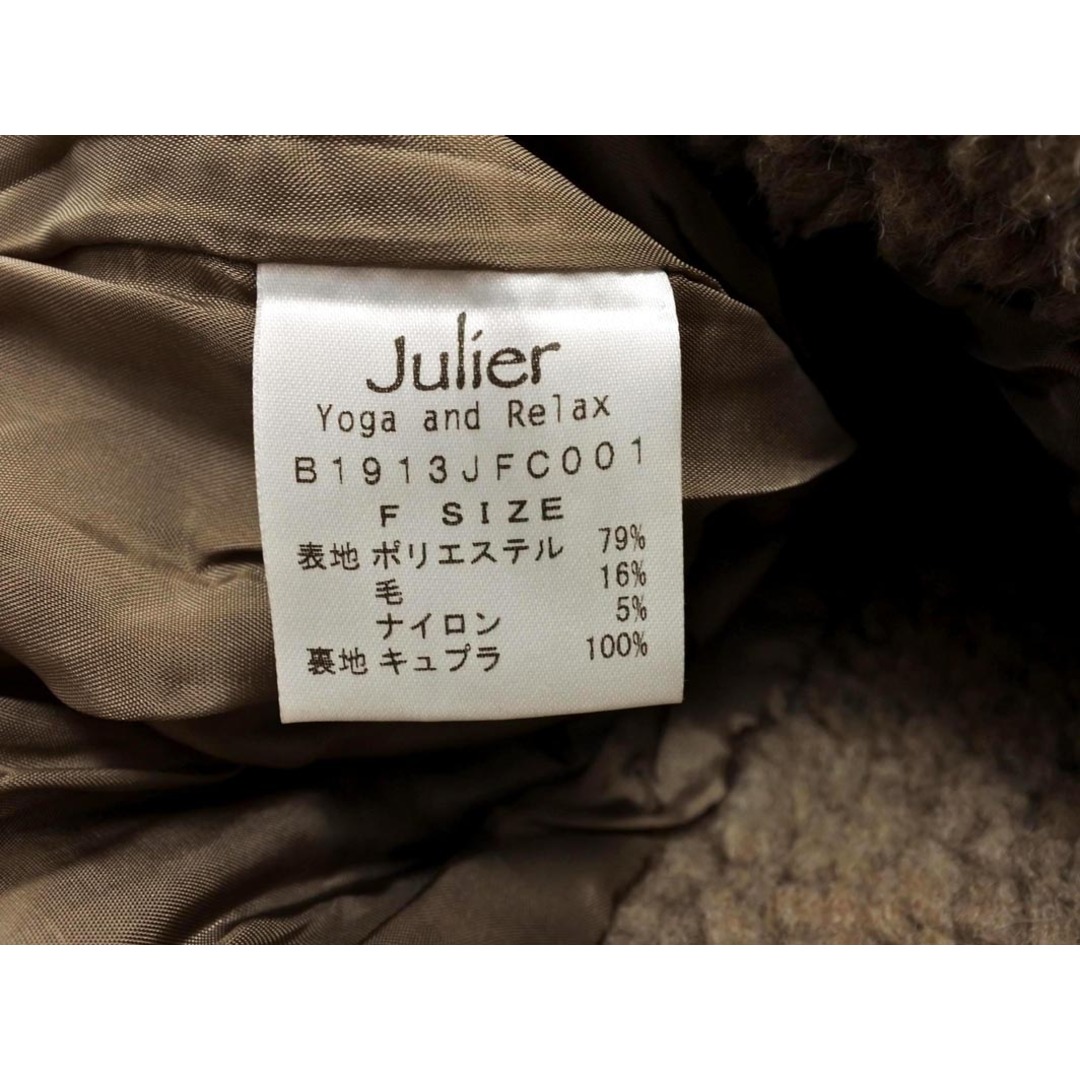 Julier
Yoga and Relax
B1913JFC001
F SIZE
表地 ポリエステル 79%
毛 16%
ナイロン 5%
裏地 キュプラ 100%